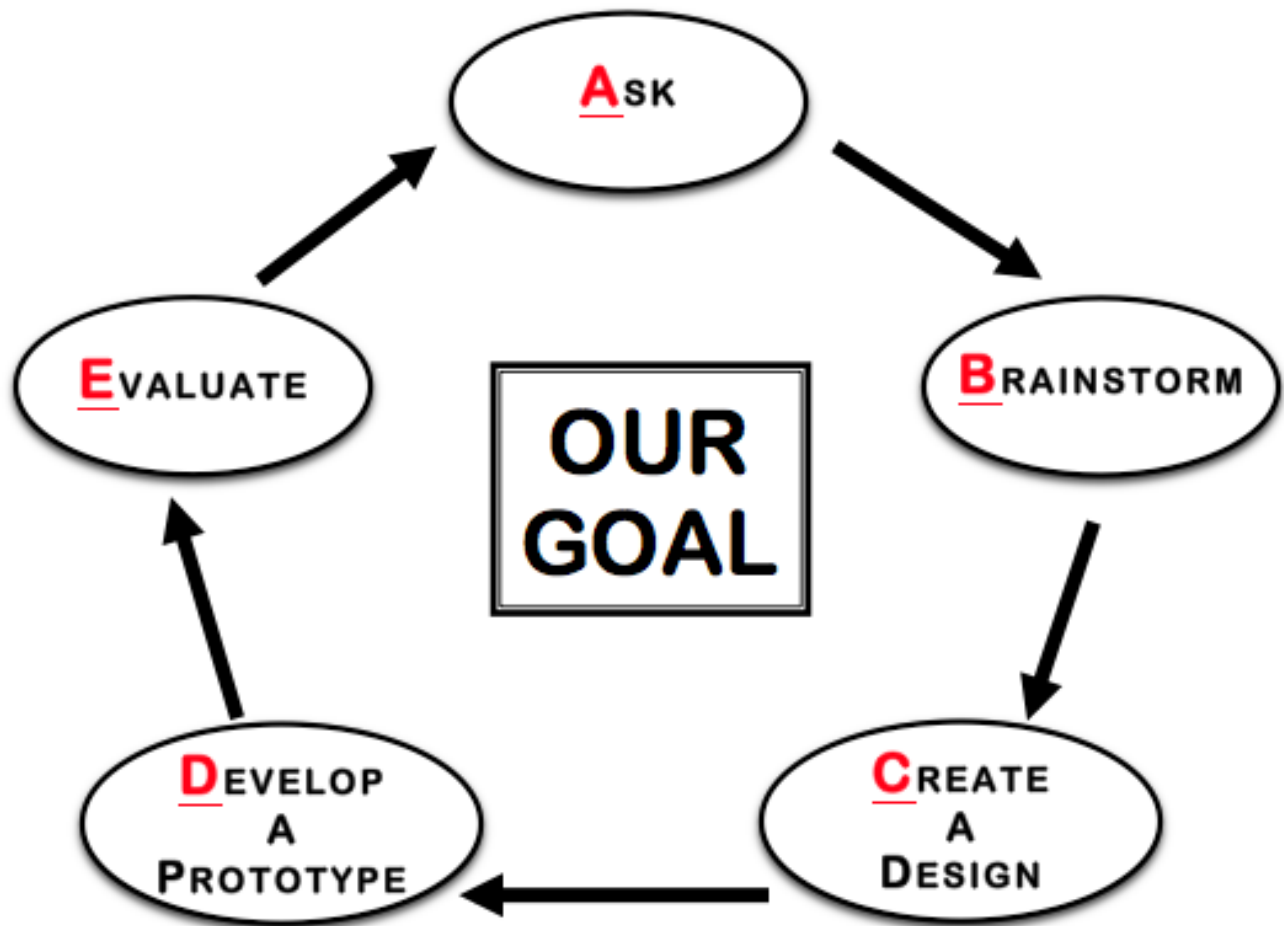 ASK
BRAINSTORM
CREATE
A
DESIGN
DEVELOP
A
PROTOTYPE
EVALUATE
OUR
GOAL